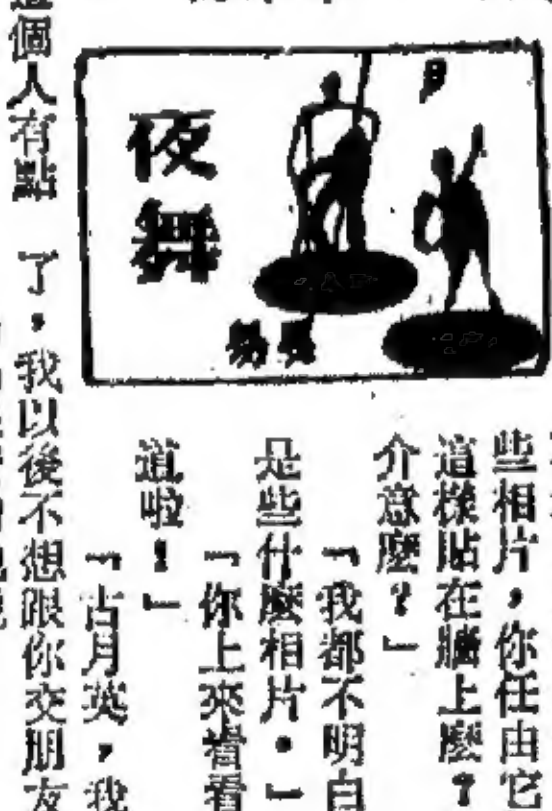 夜舞
些相片，你任由它
這樣貼在牆上麼？
介意麼？」
「我都不明白
是些什麼相片。」
「你上來看看
道啦！」
「古月英，我
了，我以後不想跟你交朋友
這個人有點